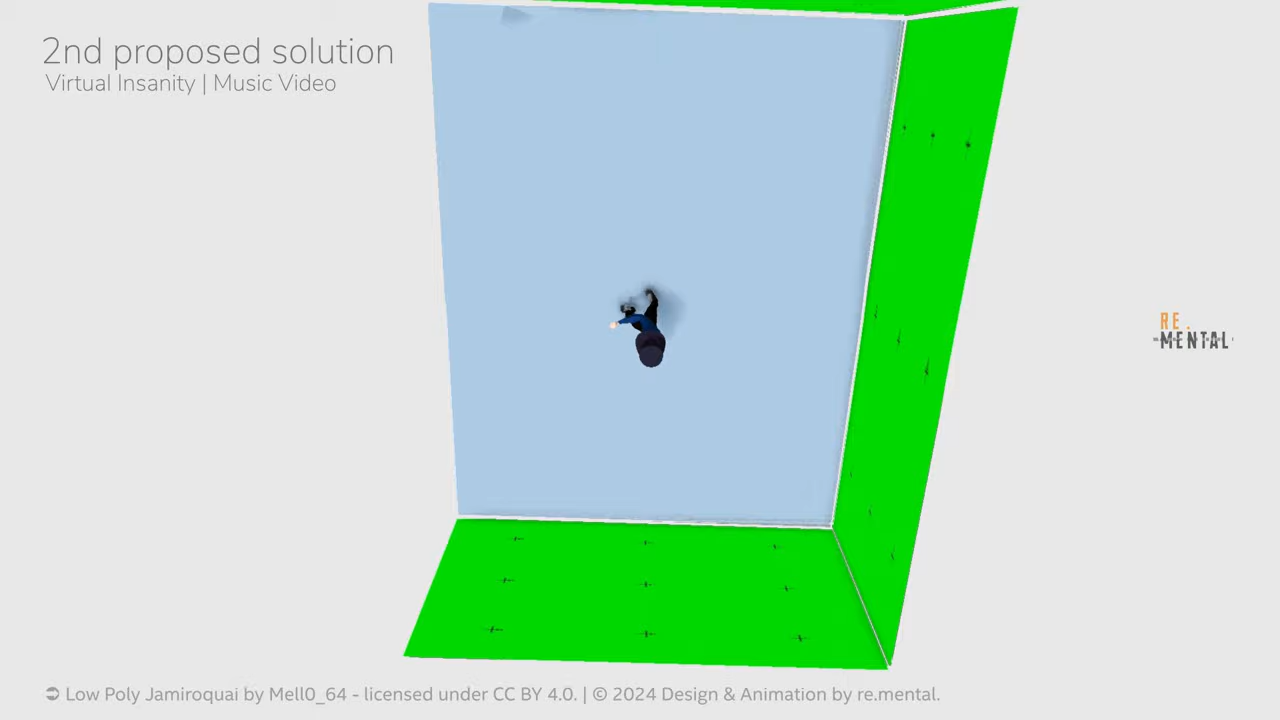 2nd proposed solution
Virtual Insanity | Music Video
RE.
MENTAL
Low Poly Jamiroquai by Mell0_64 - licensed under CC BY 4.0. | © 2024 Design & Animation by re.mental.